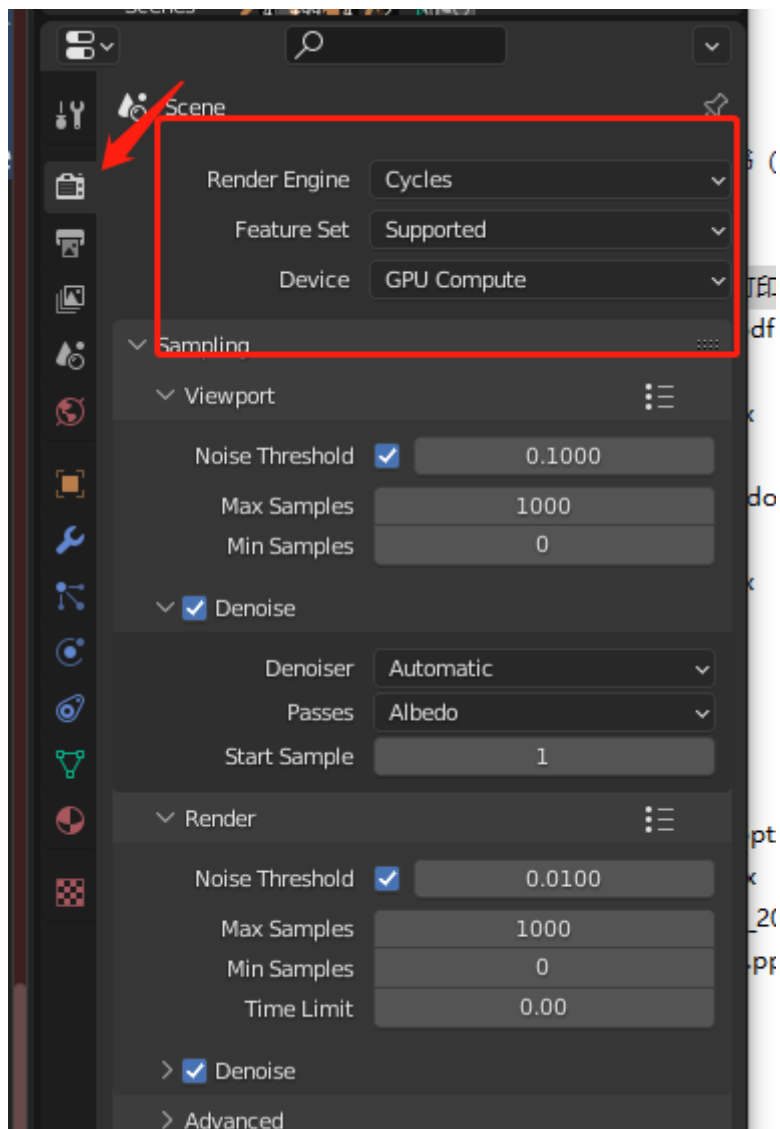 Scene
Render Engine Cycles
Feature Set Supported
Device GPU Compute
Sampling
Viewport
Noise Threshold 0.1000
Max Samples 1000
Min Samples 0
Denoise
Denoiser Automatic
Passes Albedo
Start Sample 1
Render
Noise Threshold 0.0100
Max Samples 1000
Min Samples 0
Time Limit 0.00
Denoise
Advanced